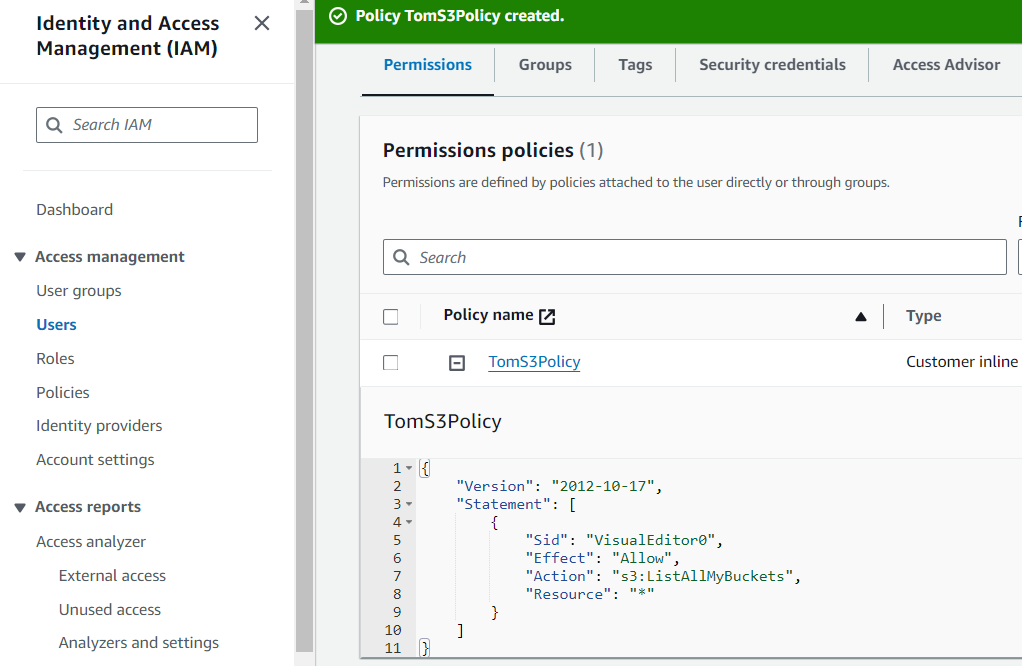 Identity and Access
Management (IAM)
Search IAM
Dashboard
Access management
User groups
Users
Roles
Policies
Identity providers
Account settings
Access reports
Access analyzer
External access
Unused access
Analyzers and settings
Policy TomS3Policy created.
Permissions Groups Tags Security credentials Access Advisor
Permissions policies (1)
Permissions are defined by policies attached to the user directly or through groups.
Search
Policy name Type
TomS3Policy Customer inline
TomS3Policy
1 {
2 "Version": "2012-10-17",
3 "Statement": [
4 {
5 "Sid": "VisualEditor0",
6 "Effect": "Allow",
7 "Action": "s3:ListAllMyBuckets",
8 "Resource": "*"
9 }
10 ]
11 }